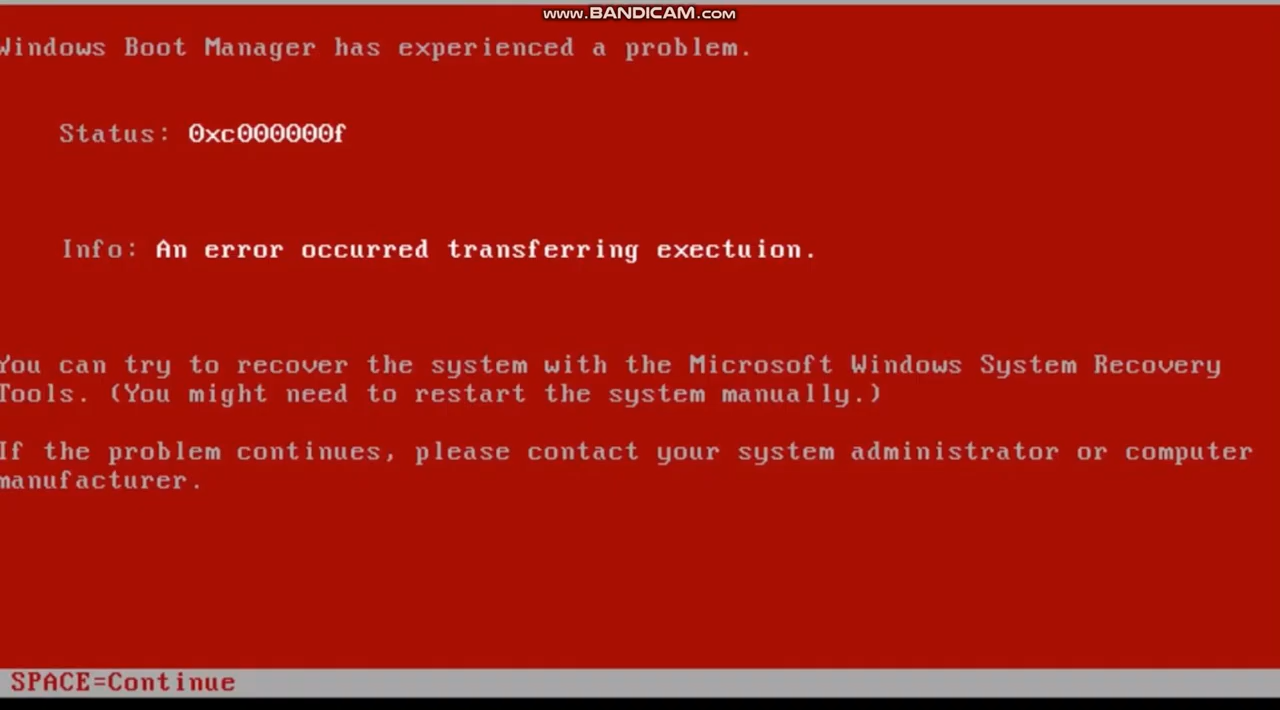 www.BANDICAM.com
Windows Boot Manager has experienced a problem.
Status: 0xc000000f
Info: An error occurred transferring exectuion.
You can try to recover the system with the Microsoft Windows System Recovery
Tools. (You might need to restart the system manually.)
If the problem continues, please contact your system administrator or computer
manufacturer.
SPACE=Continue